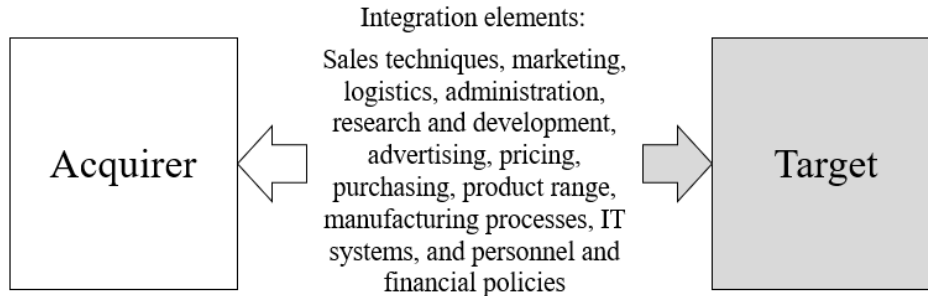 Integration elements:
Sales techniques, marketing,
logistics, administration,
research and development,
advertising, pricing,
purchasing, product range,
manufacturing processes, IT
systems, and personnel and
financial policies
Acquirer
Target